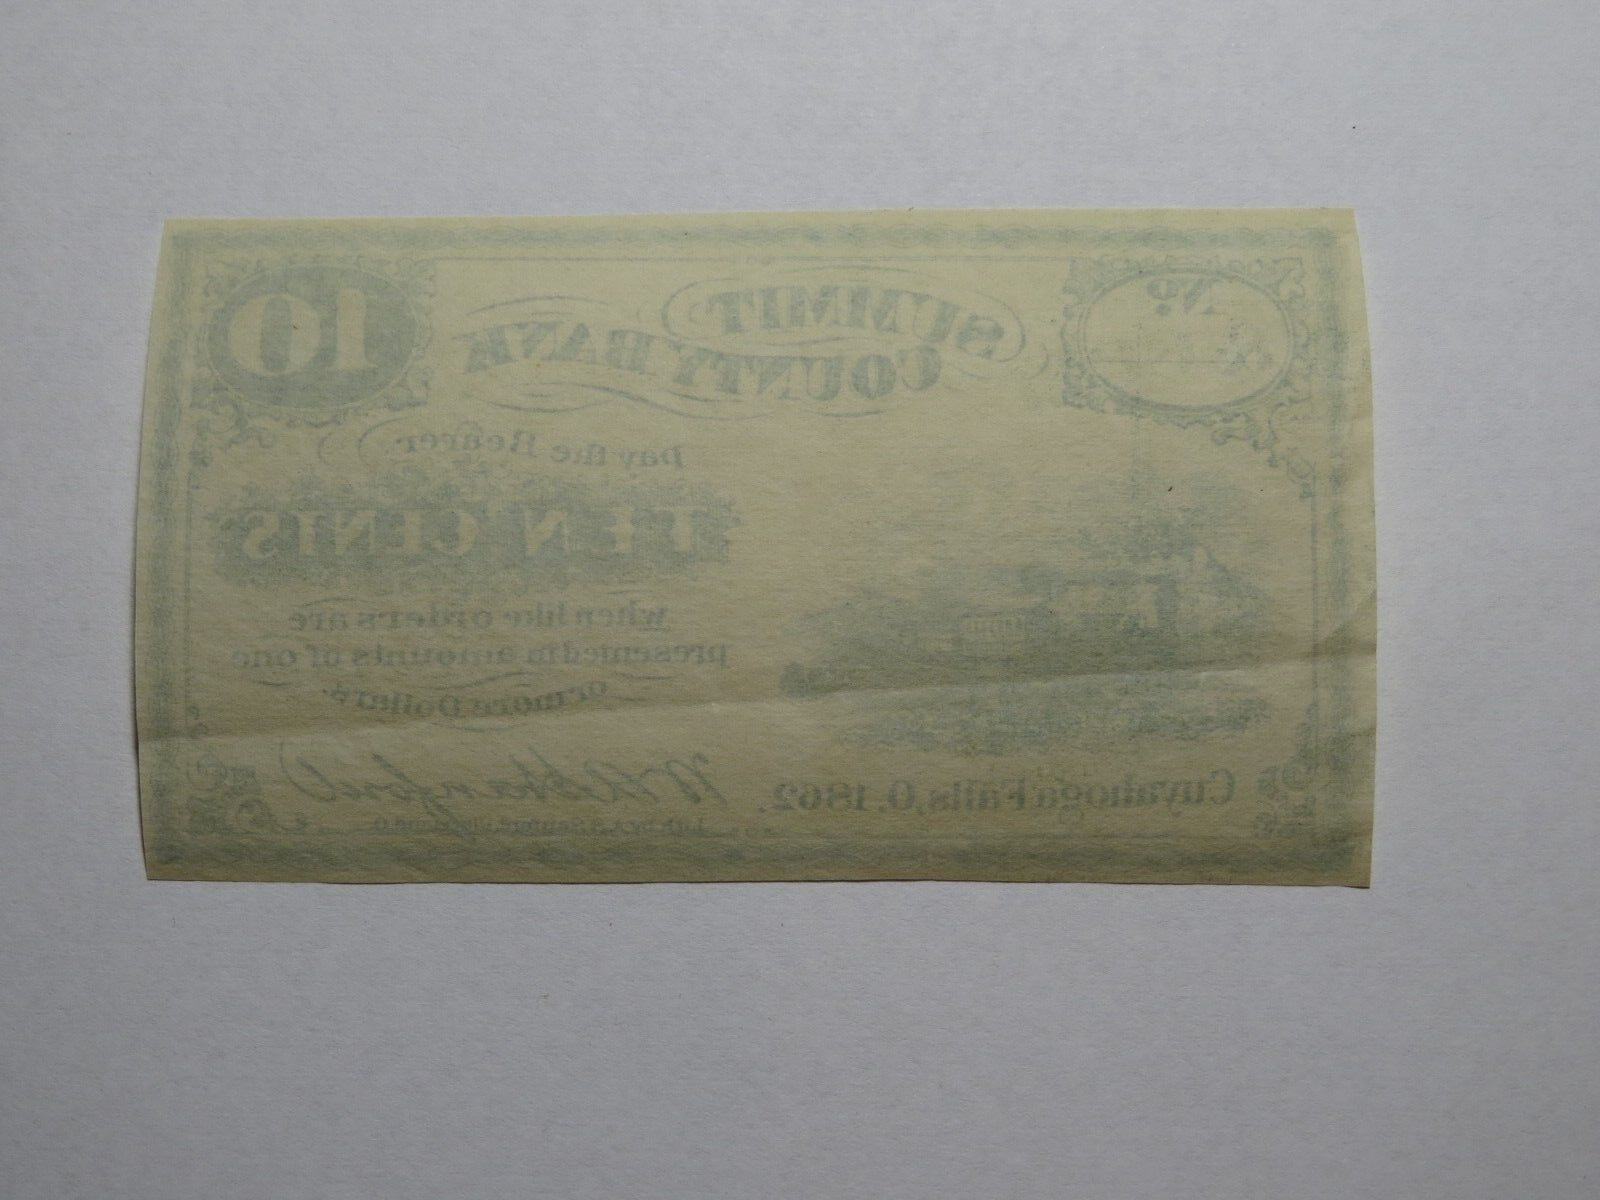 No
SUMMIT
COUNTY BANK
10
Pay the Bearer
TEN CENTS
when like orders are
presented in amounts of one
or more Dollars.
Cuyahoga Falls, O. 1862.